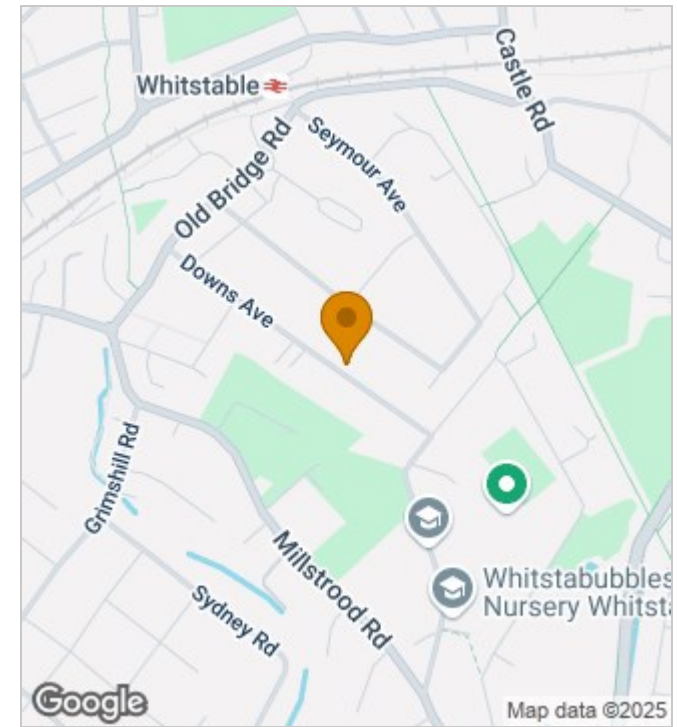 Castle Rd
Whitstable
Seymour Ave
Old Bridge Rd
Downs Ave
Grimshill Rd
Millstrood Rd
Whitstabubbles
Nursery
Sydney Rd
Google
Map data ©2025